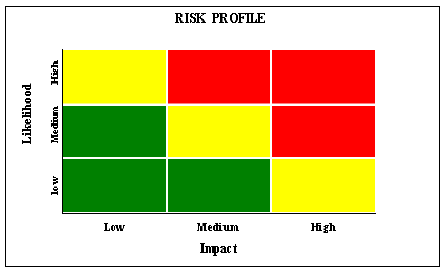 RISK PROFILE
Likelihood
High
Medium
low
Low Medium High
Impact